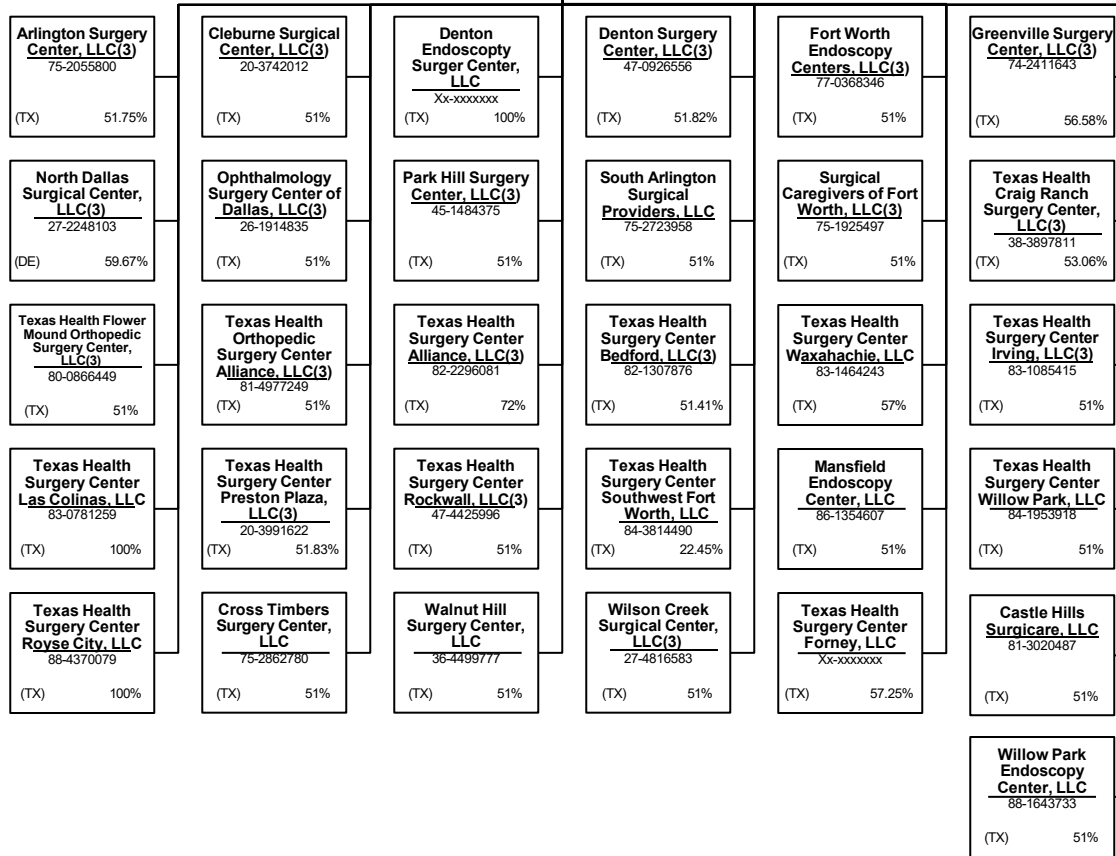 Arlington Surgery
Center, LLC(3)
75-2055800
(TX) 51.75%
Cleburne Surgical
Center, LLC(3)
20-3742012
(TX) 51%
Denton
Endoscopty
Surger Center,
LLC
Xx-xxxxxxx
(TX) 100%
Denton Surgery
Center, LLC(3)
47-0926556
(TX) 51.82%
Fort Worth
Endoscopy
Centers, LLC(3)
77-0368346
(TX) 51%
Greenville Surgery
Center, LLC(3)
74-2411643
(TX) 56.58%
North Dallas
Surgical Center,
LLC(3)
27-2248103
(DE) 59.67%
Ophthalmology
Surgery Center of
Dallas, LLC(3)
26-1914835
(TX) 51%
Park Hill Surgery
Center, LLC(3)
45-1484375
(TX) 51%
South Arlington
Surgical
Providers, LLC
75-2723958
(TX) 51%
Surgical
Caregivers of Fort
Worth, LLC(3)
75-1925497
(TX) 51%
Texas Health
Craig Ranch
Surgery Center,
LLC(3)
38-3897811
(TX) 53.06%
Texas Health Flower
Mound Orthopedic
Surgery Center,
LLC(3)
80-0866449
(TX) 51%
Texas Health
Orthopedic
Surgery Center
Alliance, LLC(3)
81-4977249
(TX) 51%
Texas Health
Surgery Center
Alliance, LLC(3)
82-2296081
(TX) 72%
Texas Health
Surgery Center
Bedford, LLC(3)
82-1307876
(TX) 51.41%
Texas Health
Surgery Center
Waxahachie, LLC
83-1464243
(TX) 57%
Texas Health
Surgery Center
Irving, LLC(3)
83-1085415
(TX) 51%
Texas Health
Surgery Center
Las Colinas, LLC
83-0781259
(TX) 100%
Texas Health
Surgery Center
Preston Plaza,
LLC(3)
20-3991622
(TX) 51.83%
Texas Health
Surgery Center
Rockwall, LLC(3)
47-4425996
(TX) 51%
Texas Health
Surgery Center
Southwest Fort
Worth, LLC
84-3814490
(TX) 22.45%
Mansfield
Endoscopy
Center, LLC
86-1354607
(TX) 51%
Texas Health
Surgery Center
Willow Park, LLC
84-1953918
(TX) 51%
Texas Health
Surgery Center
Royse City, LLC
88-4370079
(TX) 100%
Cross Timbers
Surgery Center,
LLC
75-2862780
(TX) 51%
Walnut Hill
Surgery Center,
LLC
36-4499777
(TX) 51%
Wilson Creek
Surgical Center,
LLC(3)
27-4816583
(TX) 51%
Texas Health
Surgery Center
Forney, LLC
Xx-xxxxxxx
(TX) 57.25%
Castle Hills
Surgicare, LLC
81-3020487
(TX) 51%
Willow Park
Endoscopy
Center, LLC
88-1643733
(TX) 51%